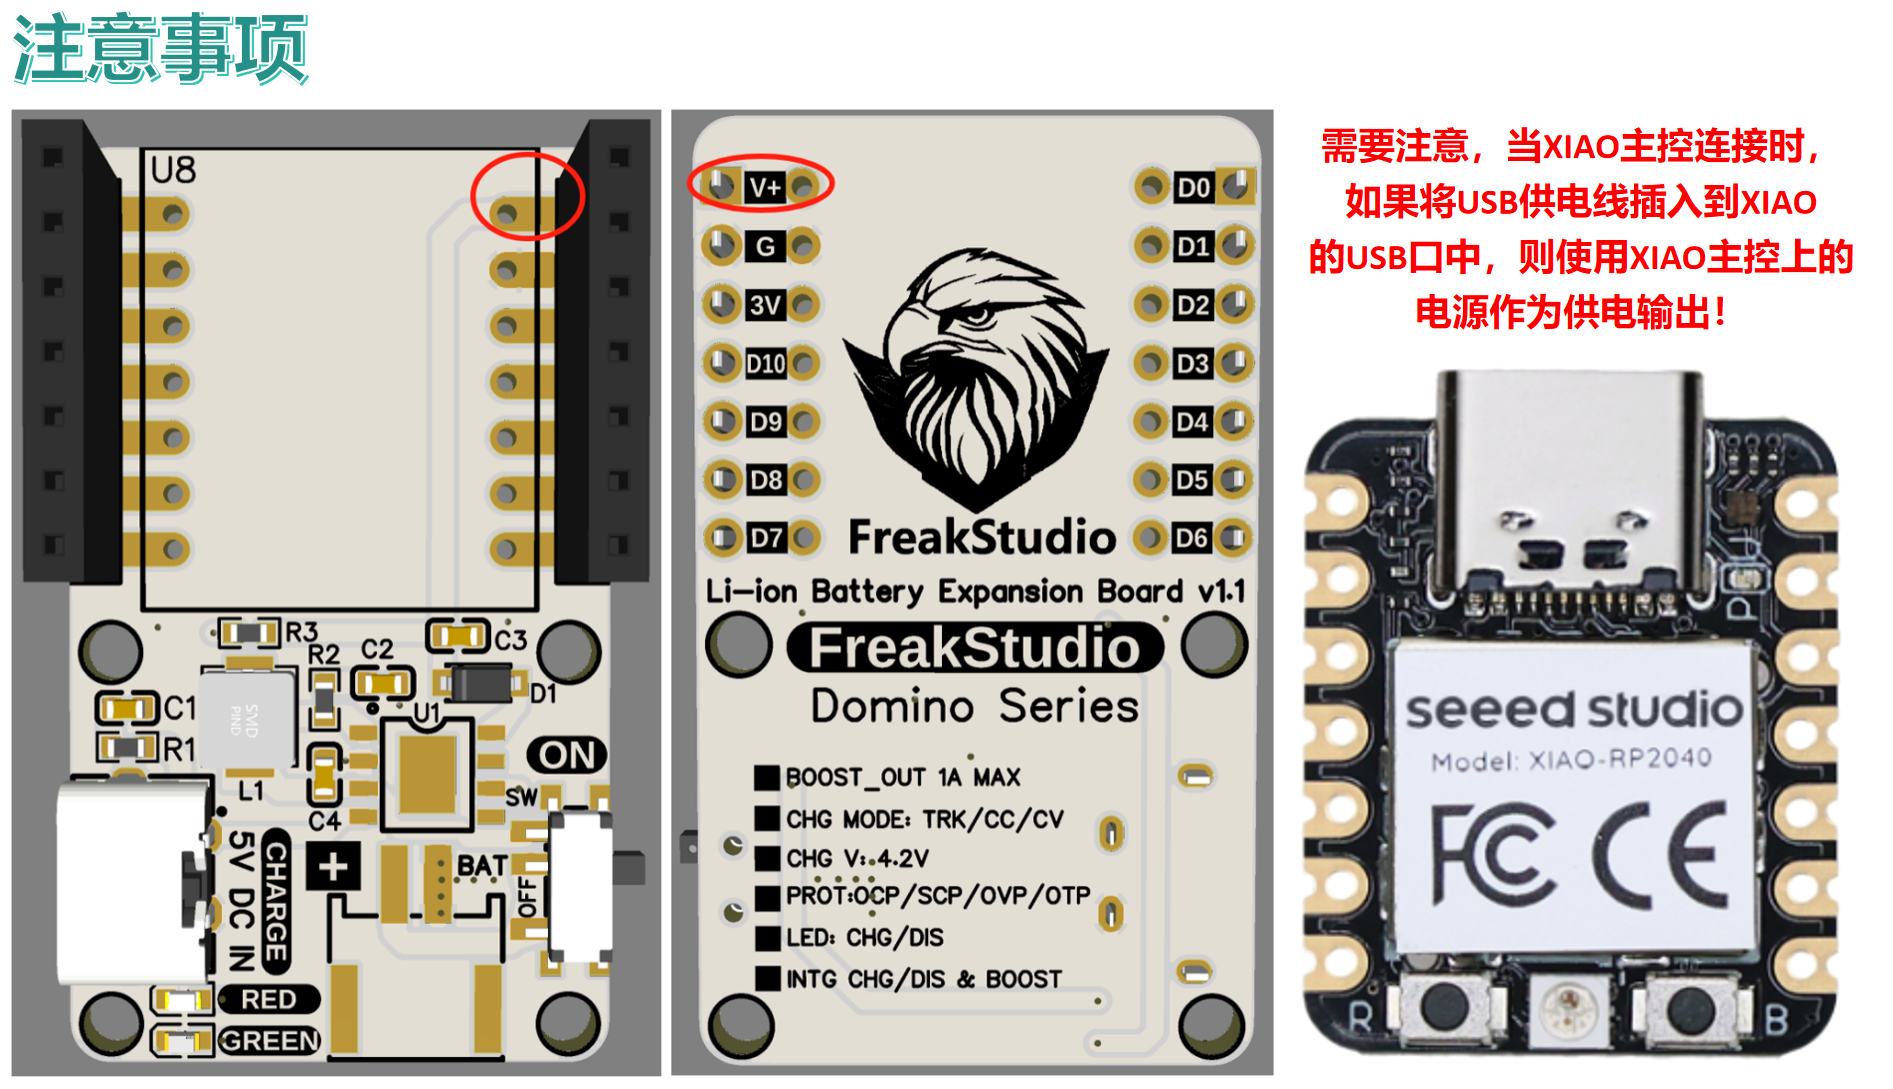 注意事项
U8
R3
R2
C2
C3
C1
R1
D1
U1
SMD
PIND
L1
C4
ON
SW
OFF
BAT
+
5V DC IN
CHARGE
RED
GREEN
V+
G
3V
D10
D9
D8
D7
D0
D1
D2
D3
D4
D5
D6
FreakStudio
Li-ion Battery Expansion Board v1.1
FreakStudio
Domino Series
BOOST_OUT 1A MAX
CHG MODE: TRK/CC/CV
CHG V: 4.2V
PROT:OCP/SCP/OVP/OTP
LED: CHG/DIS
INTG CHG/DIS & BOOST
需要注意，当XIAO主控连接时，
如果将USB供电线插入到XIAO
的USB口中，则使用XIAO主控上的
电源作为供电输出！
seeed studio
Model: XIAO-RP2040
FC CE
R
B